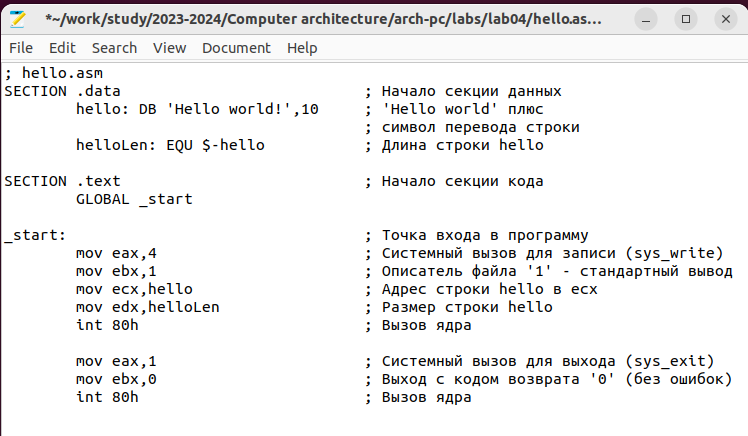 *~/work/study/2023-2024/Computer architecture/arch-pc/labs/lab04/hello.as...
File Edit Search View Document Help
; hello.asm
SECTION .data ; Начало секции данных
hello: DB 'Hello world!',10 ; 'Hello world' плюс
; символ перевода строки
helloLen: EQU $-hello ; Длина строки hello
SECTION .text ; Начало секции кода
GLOBAL _start
_start: ; Точка входа в программу
mov eax,4 ; Системный вызов для записи (sys_write)
mov ebx,1 ; Описатель файла '1' - стандартный вывод
mov ecx,hello ; Адрес строки hello в ecx
mov edx,helloLen ; Размер строки hello
int 80h ; Вызов ядра
mov eax,1 ; Системный вызов для выхода (sys_exit)
mov ebx,0 ; Выход с кодом возврата '0' (без ошибок)
int 80h ; Вызов ядра